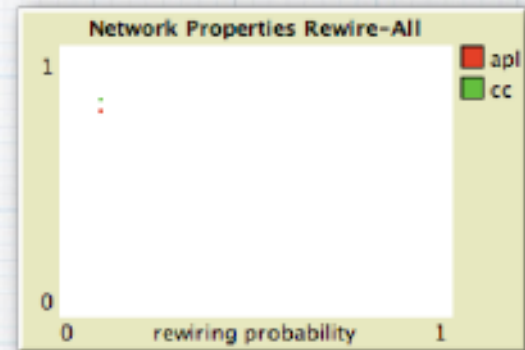 Network Properties Rewire-All
1
apl
cc
0
0 rewiring probability 1